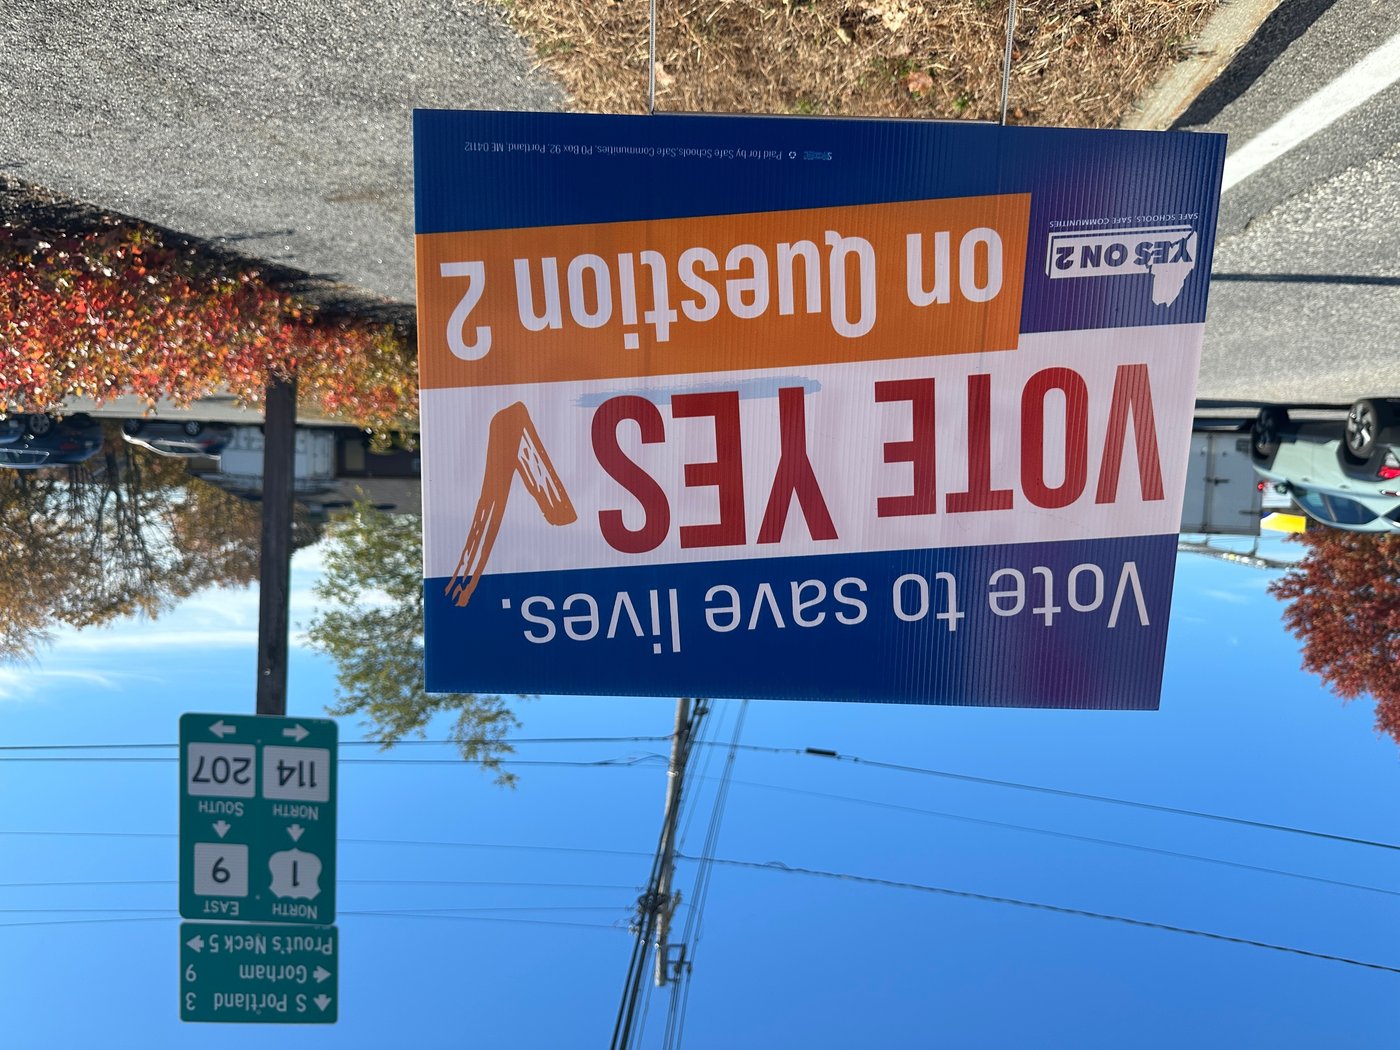 Vote to save lives.
VOTE YES
on Question 2
YES ON 2
SAFE SCHOOLS, SAFE COMMUNITIES
Paid for by Safe Schools,Safe Communities, PO Box 92, Portland, ME 04112
S Portland 3
Gorham 9
Prout's Neck 5
NORTH EAST
1 9
NORTH SOUTH
114 207